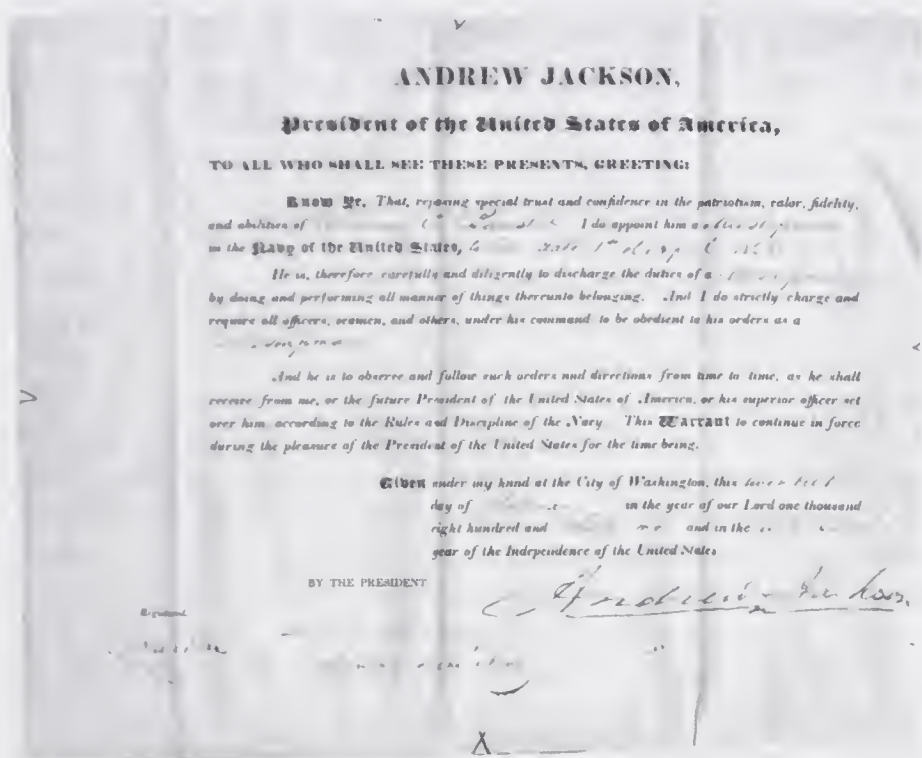 ANDREW JACKSON,
President of the United States of America,
TO ALL WHO SHALL SEE THESE PRESENTS, GREETING:
Know Ye, That, reposing special trust and confidence in the patriotism, valor, fidelity,
and abilities of I do appoint him a
in the Navy of the United States,
He is, therefore carefully and diligently to discharge the duties of a
by doing and performing all manner of things thereunto belonging. And I do strictly charge and
require all officers, seamen, and others, under his command to be obedient to his orders as a
And he is to observe and follow such orders and directions from time to time, as he shall
receive from me, or the future President of the United States of America, or his superior officer set
over him, according to the Rules and Discipline of the Navy. This Warrant to continue in force
during the pleasure of the President of the United States for the time being.
Given under my hand at the City of Washington, this
day of in the year of our Lord one thousand
eight hundred and and in the
year of the Independence of the United States
BY THE PRESIDENT
Andrew Jackson.
Registered